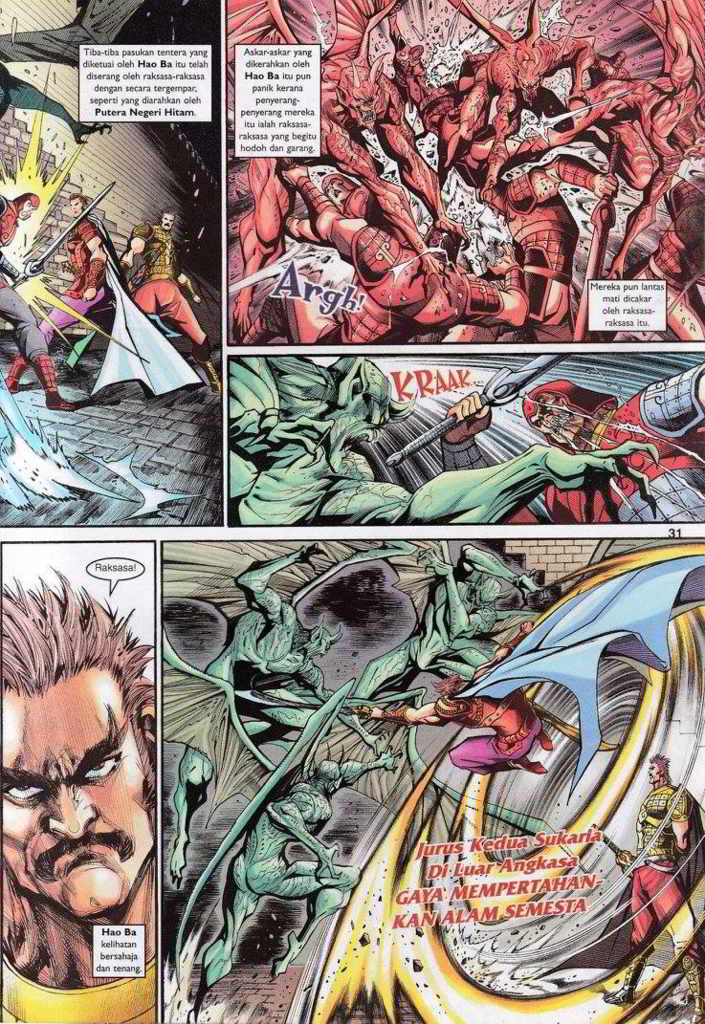 Tiba-tiba pasukan tentera yang
diketuai oleh Hao Ba itu telah
diserang oleh raksasa-raksasa
dengan secara tergempar,
seperti yang diarahkan oleh
Putera Negeri Hitam.
Askar-askar yang
dikerahkan oleh
Hao Ba itu pun
panik kerana
penyerang-
penyerang mereka
itu ialah raksasa-
raksasa yang begitu
hodoh dan garang.
Argh!
Mereka pun lantas
mati dicakar
oleh raksasa-
raksasa itu.
KRAAK...
31
Raksasa!
Hao Ba
kelihatan
bersahaja
dan tenang.
Jurus Kedua Sukaria
Di Luar Angkasa
GAYA MEMPERTAHAN-
KAN ALAM SEMESTA